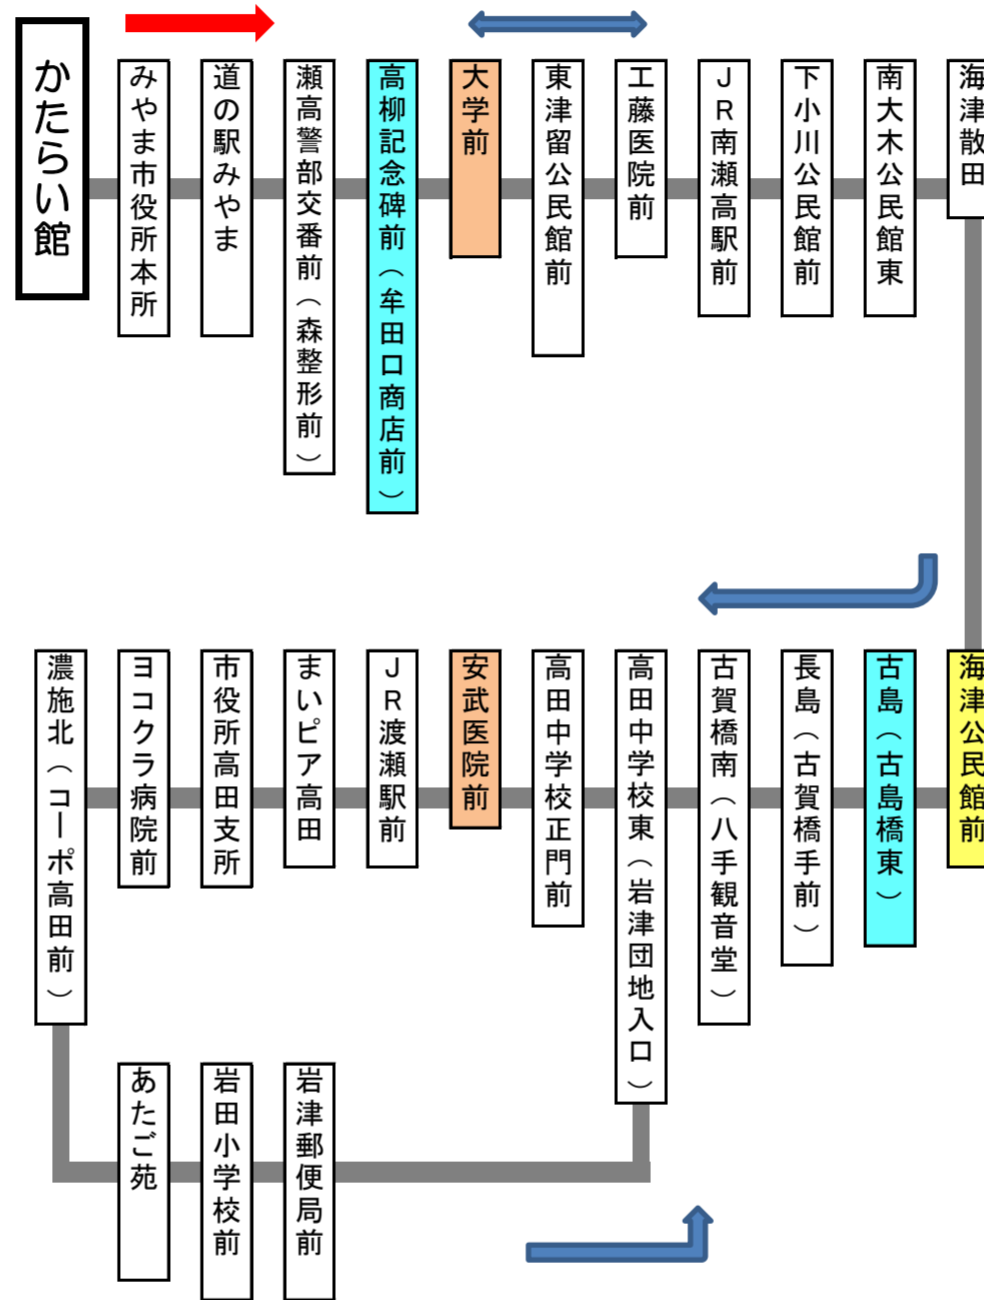 かたらい館
みやま市役所本所
道の駅みやま
瀬高警部交番前（森整形前）
高柳記念碑前（牟田口商店前）
大学前
東津留公民館前
工藤医院前
ＪＲ南瀬高駅前
下小川公民館前
南大木公民館東
海津散田
海津公民館前
古島（古島橋東）
長島（古賀橋手前）
古賀橋南（八手観音堂）
高田中学校東（岩津団地入口）
高田中学校正門前
安武医院前
ＪＲ渡瀬駅前
まいピア高田
市役所高田支所
ヨコクラ病院前
濃施北（コーポ高田前）
あたご苑
岩田小学校前
岩津郵便局前